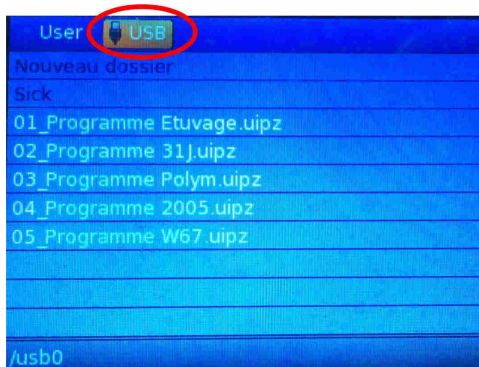 User USB
Nouveau dossier
Sick
01_Programme Etuvage.uipz
02_Programme 31J.uipz
03_Programme Polym.uipz
04_Programme 2005.uipz
05_Programme W67.uipz
/usb0